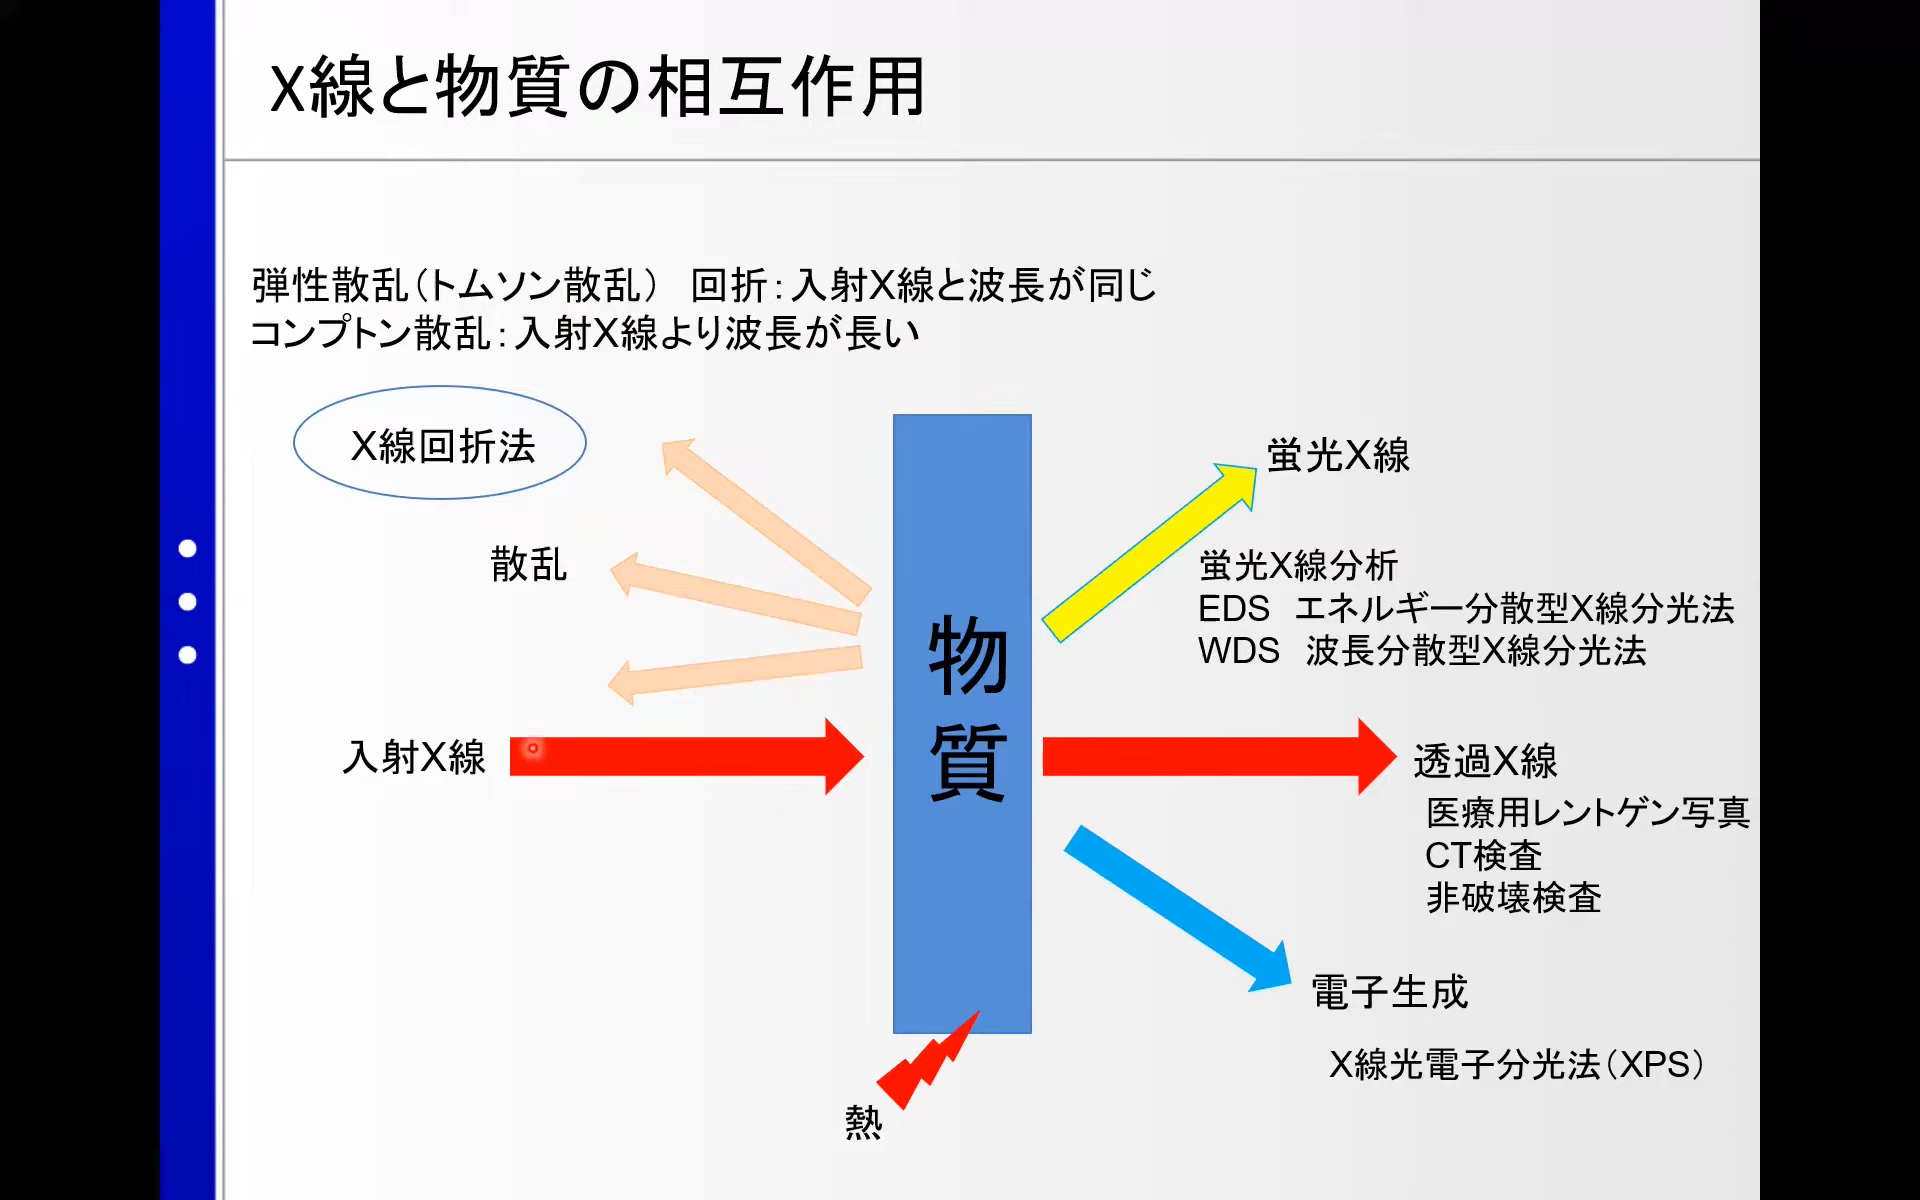 X線と物質の相互作用
弾性散乱（トムソン散乱）　回折：入射X線と波長が同じ
コンプトン散乱：入射X線より波長が長い
X線回折法
散乱
入射X線
物
質
熱
蛍光X線
蛍光X線分析
EDS　エネルギー分散型X線分光法
WDS　波長分散型X線分光法
透過X線
医療用レントゲン写真
CT検査
非破壊検査
電子生成
X線光電子分光法（XPS）